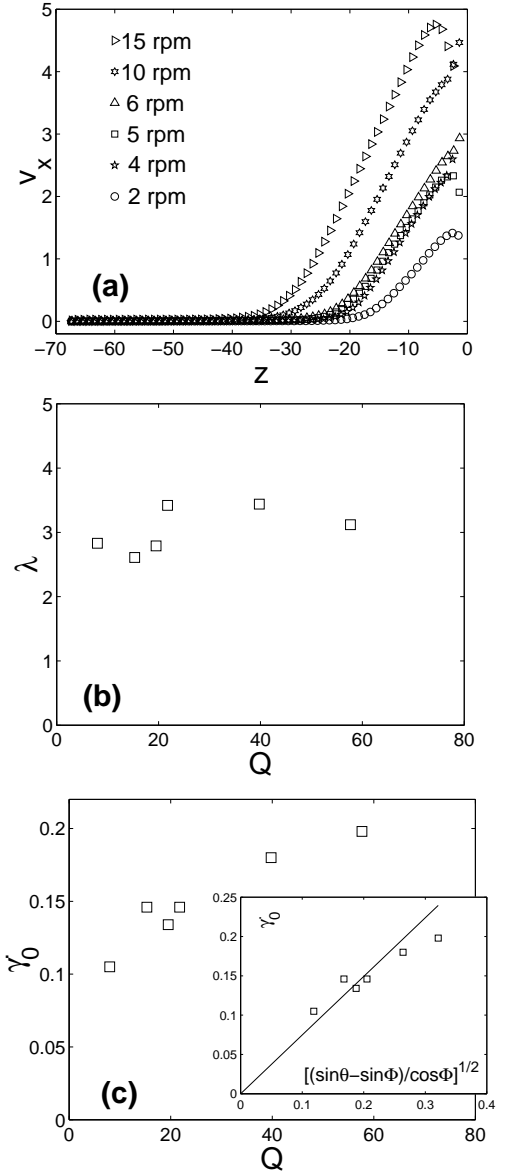 5
4
3
2
1
0
v_x
15 rpm
10 rpm
6 rpm
5 rpm
4 rpm
2 rpm
(a)
−70 −60 −50 −40 −30 −20 −10 0
z
5
4
3
2
1
0
λ
(b)
0 20 40 60 80
Q
0.2
0.15
0.1
0.05
0
γ̇_0
(c)
0.25
0.2
0.15
0.1
0.05
0
γ̇_0
[(sinθ−sinΦ)/cosΦ]^1/2
0 0.1 0.2 0.3 0.4
0 20 40 60 80
Q